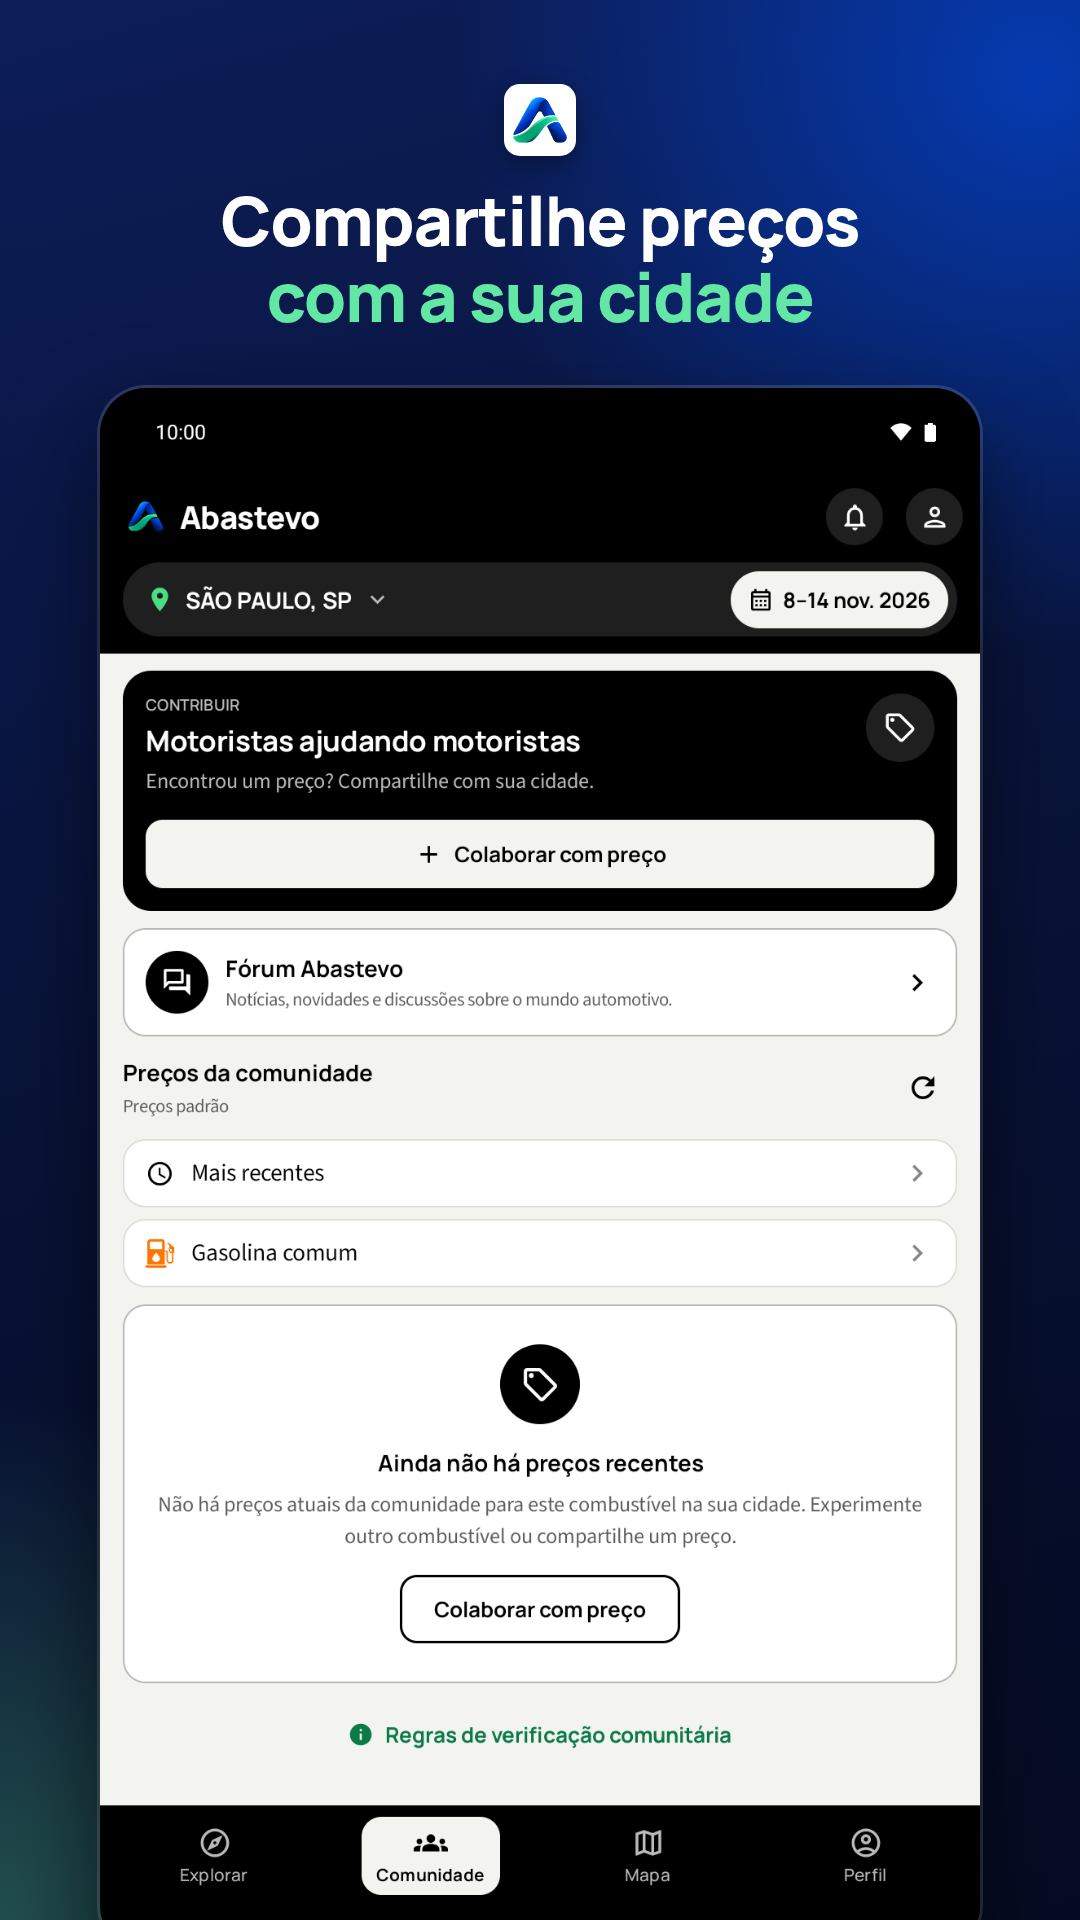 Compartilhe preços
com a sua cidade
10:00
Abastevo
SÃO PAULO, SP
8–14 nov. 2026
CONTRIBUIR
Motoristas ajudando motoristas
Encontrou um preço? Compartilhe com sua cidade.
+ Colaborar com preço
Fórum Abastevo
Notícias, novidades e discussões sobre o mundo automotivo.
Preços da comunidade
Preços padrão
Mais recentes
Gasolina comum
Ainda não há preços recentes
Não há preços atuais da comunidade para este combustível na sua cidade. Experimente
outro combustível ou compartilhe um preço.
Colaborar com preço
Regras de verificação comunitária
Explorar
Comunidade
Mapa
Perfil